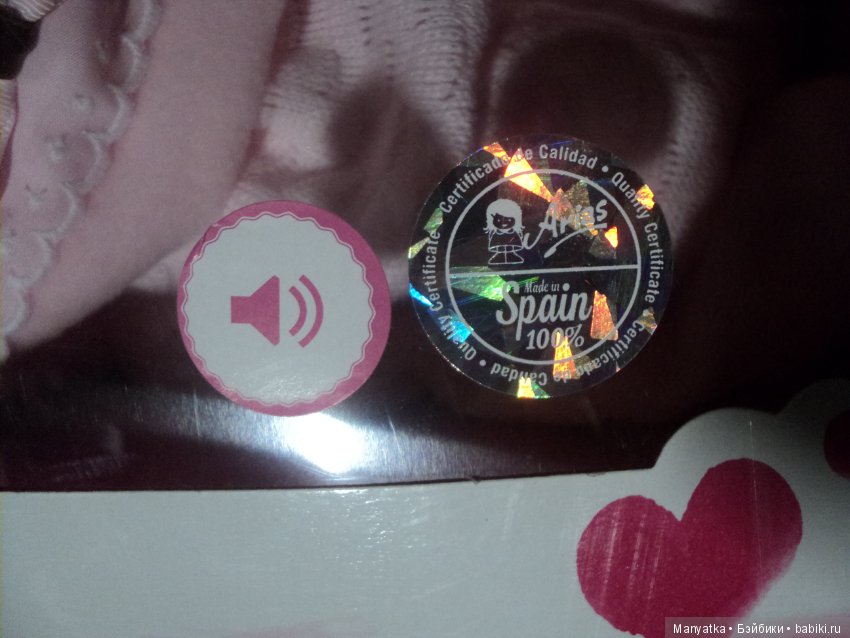 Certificado de Calidad • Quality Certificate • Certificado de Calidad • Quality Certificate
Arias
Made in
Spain
100%
Manyatka • Бэйбики • babiki.ru